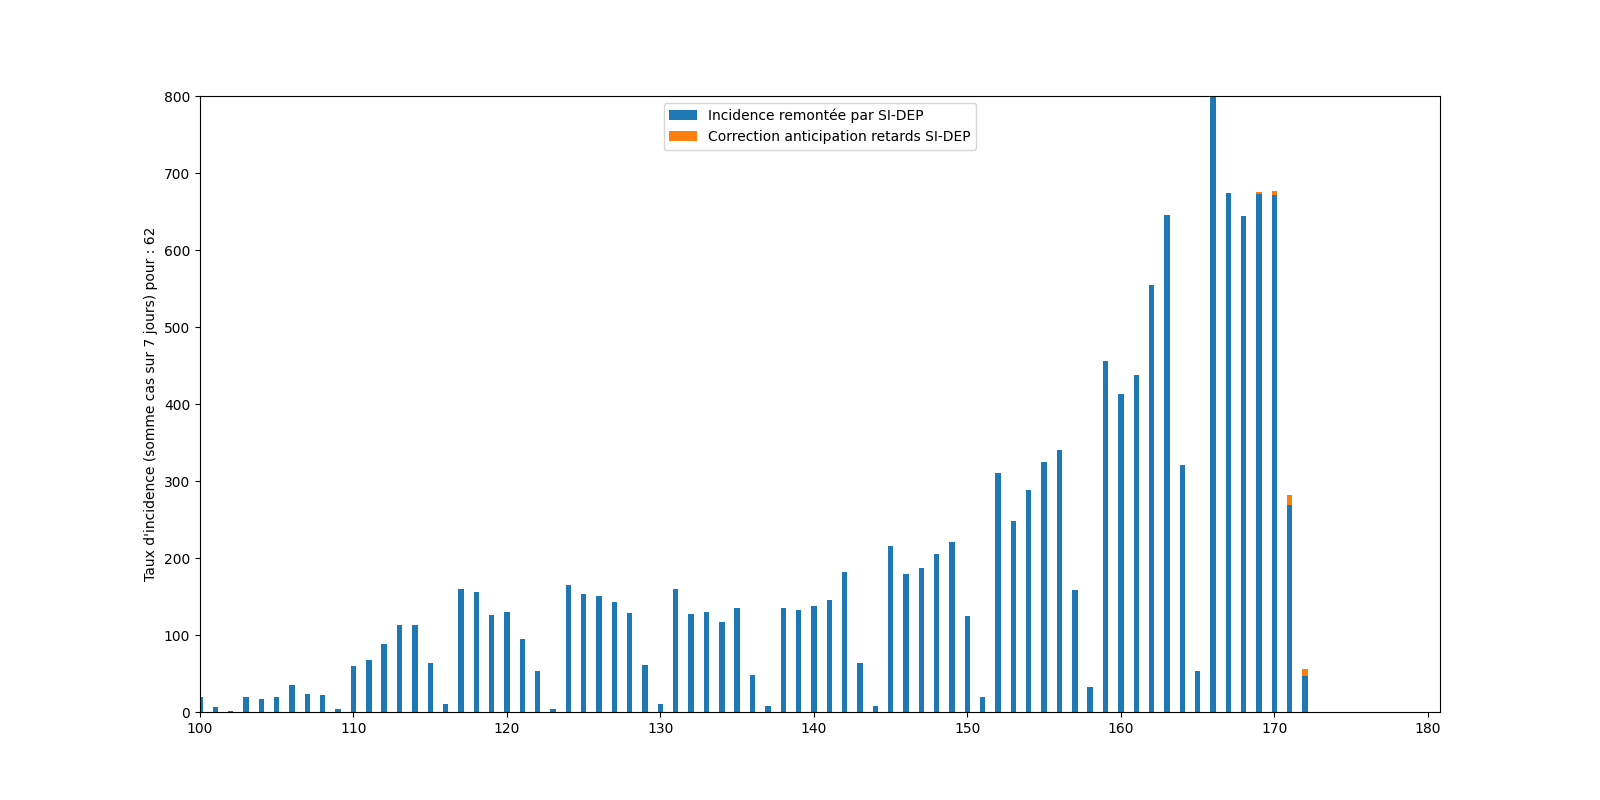 Incidence remontée par SI-DEP
Correction anticipation retards SI-DEP
Taux d'incidence (somme cas sur 7 jours) pour : 62
800
700
600
500
400
300
200
100
0
100 110 120 130 140 150 160 170 180